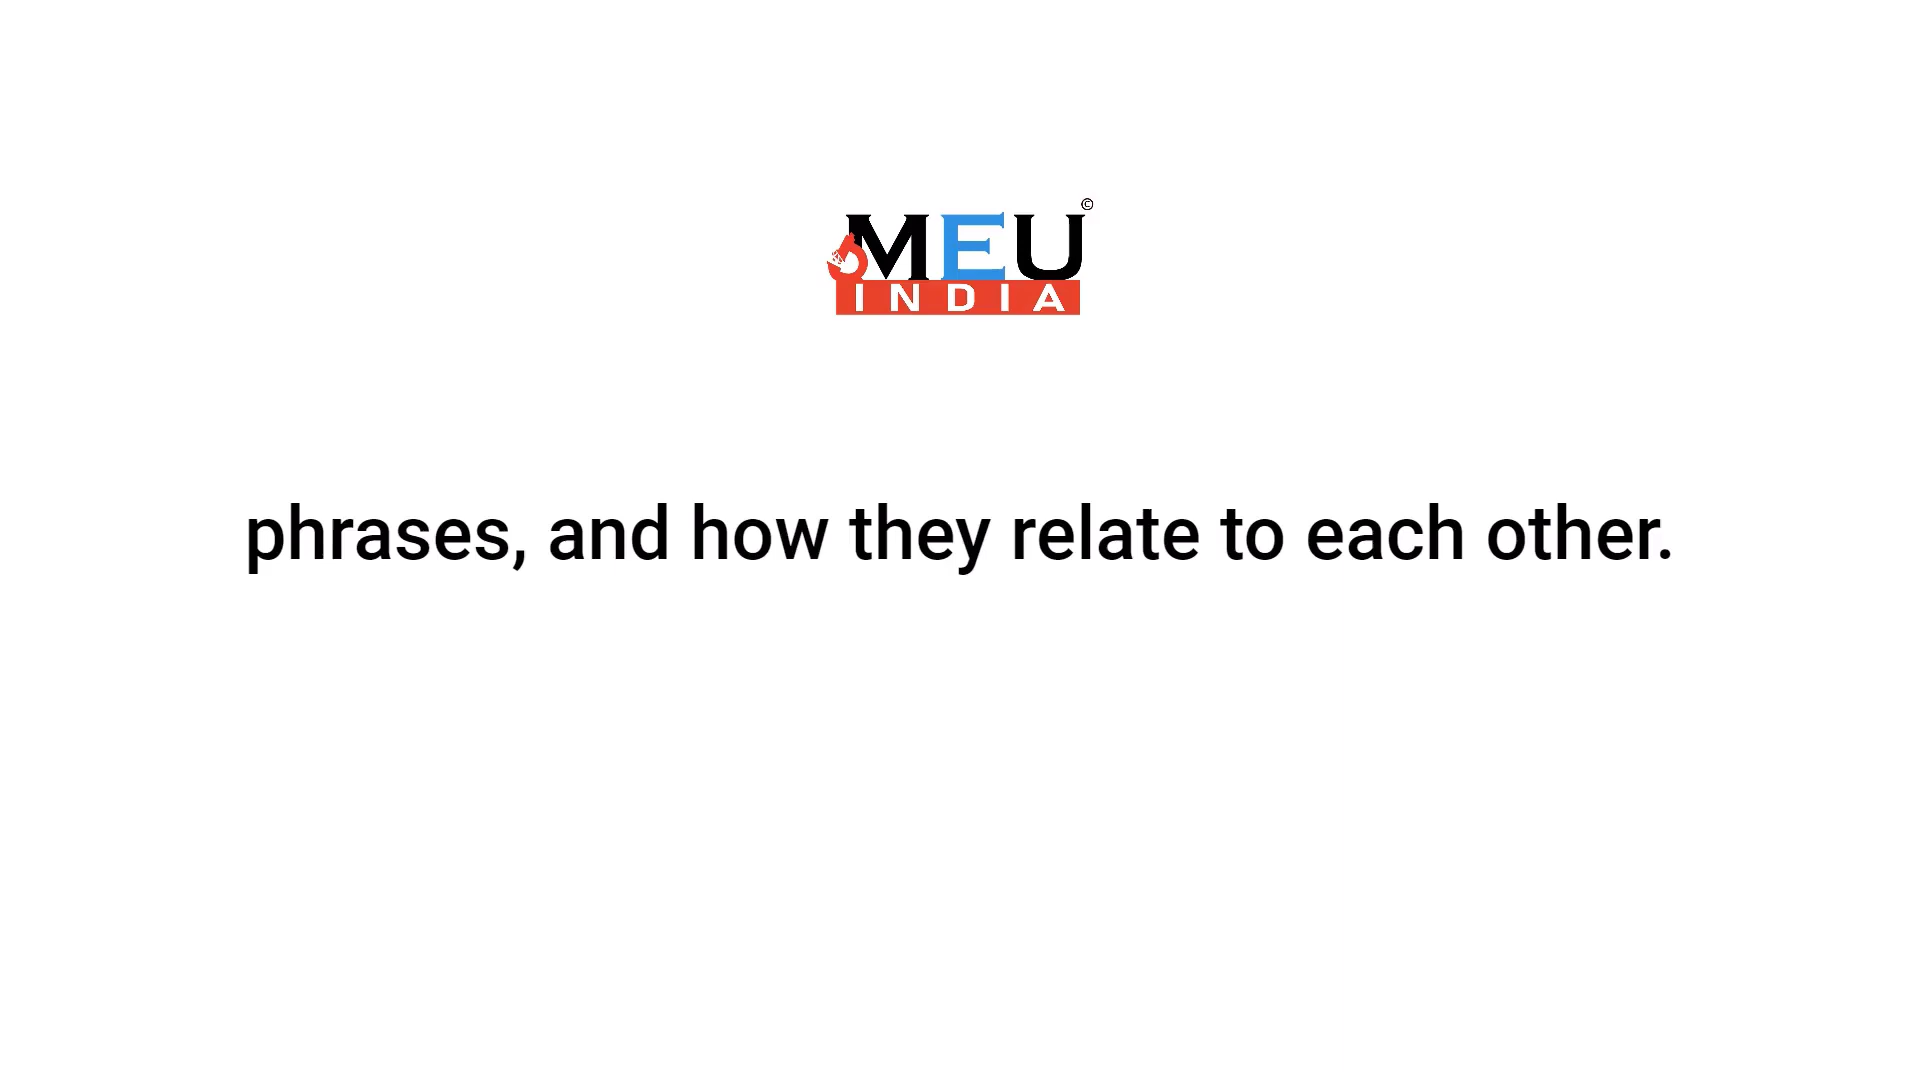 MEU
©
INDIA
phrases, and how they relate to each other.